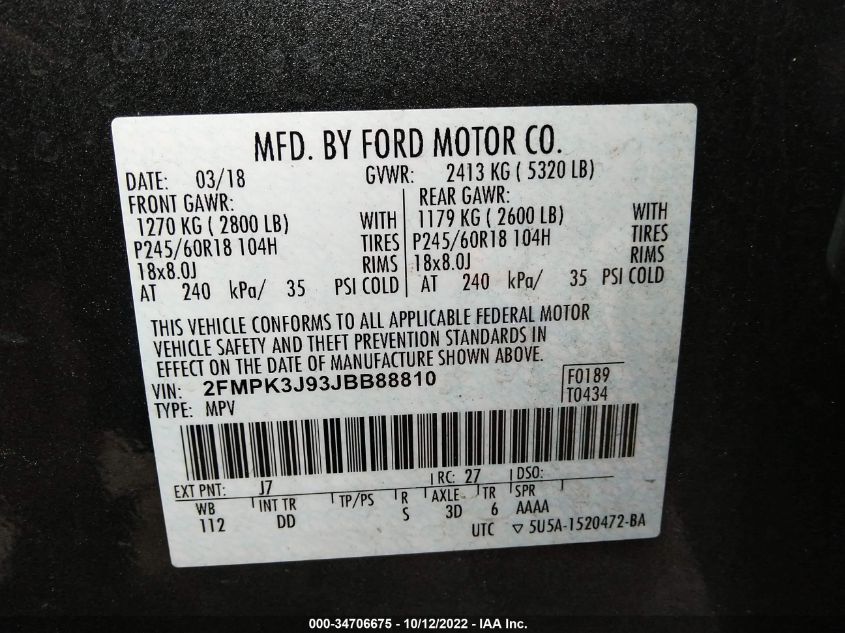 MFD. BY FORD MOTOR CO.
DATE: 03/18 GVWR: 2413 KG ( 5320 LB)
FRONT GAWR: REAR GAWR:
1270 KG ( 2800 LB) WITH 1179 KG ( 2600 LB) WITH
P245/60R18 104H TIRES P245/60R18 104H TIRES
18x8.0J RIMS 18x8.0J RIMS
AT 240 kPa/ 35 PSI COLD AT 240 kPa/ 35 PSI COLD
THIS VEHICLE CONFORMS TO ALL APPLICABLE FEDERAL MOTOR
VEHICLE SAFETY AND THEFT PREVENTION STANDARDS IN
EFFECT ON THE DATE OF MANUFACTURE SHOWN ABOVE.
VIN: 2FMPK3J93JBB88810 F0189
TYPE: MPV T0434
EXT PNT: J7 RC: 27 DSO:
WB INT TR TP/PS R AXLE TR SPR
112 DD S 3D 6 AAAA
UTC ▽ 5U5A-1520472-BA
000-34706675 - 10/12/2022 - IAA Inc.